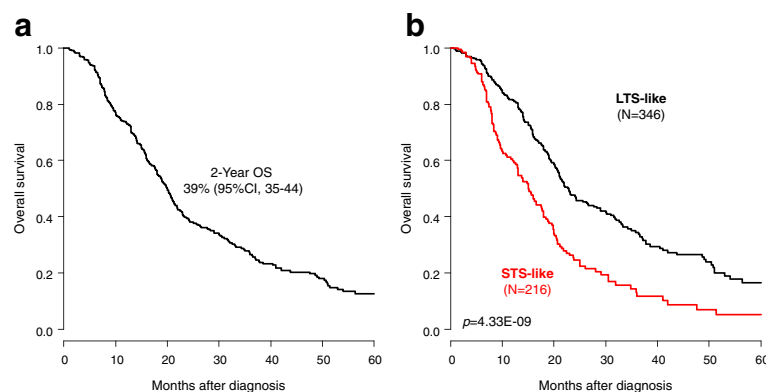 a
Overall survival
1.0
0.8
0.6
0.4
0.2
0.0
2-Year OS
39% (95%CI, 35-44)
0 10 20 30 40 50 60
Months after diagnosis
b
Overall survival
1.0
0.8
0.6
0.4
0.2
0.0
LTS-like
(N=346)
STS-like
(N=216)
p=4.33E-09
0 10 20 30 40 50 60
Months after diagnosis